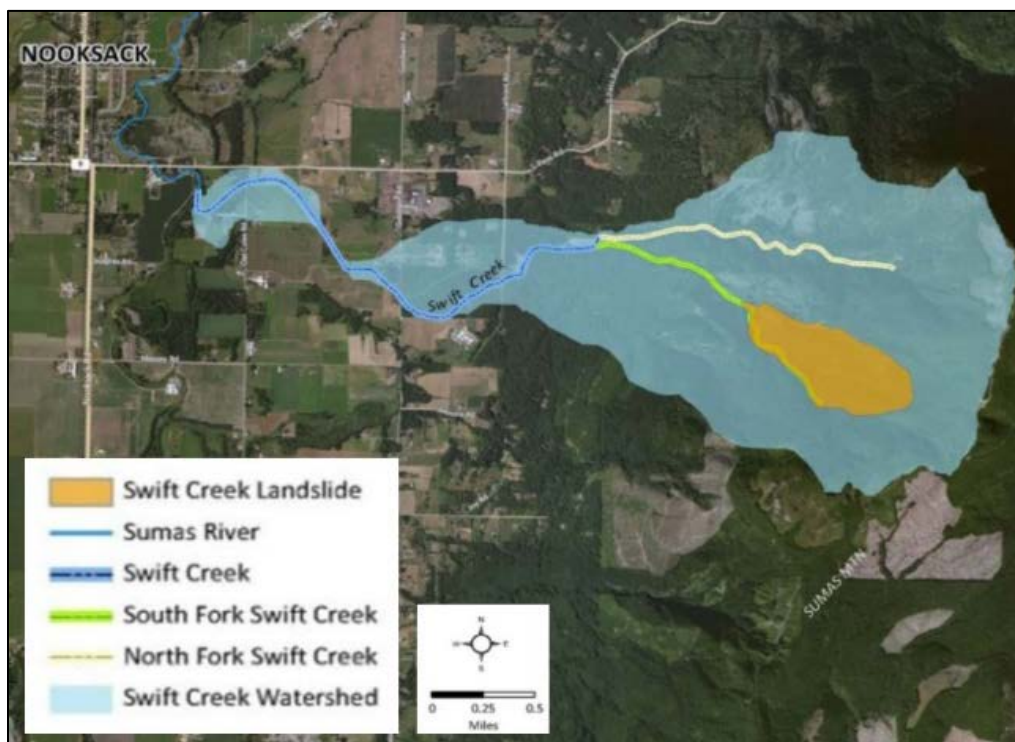 NOOKSACK
9
Swift Creek
SUMAS MTN
Swift Creek Landslide
Sumas River
Swift Creek
South Fork Swift Creek
North Fork Swift Creek
Swift Creek Watershed
N
W
E
S
0 0.25 0.5
Miles